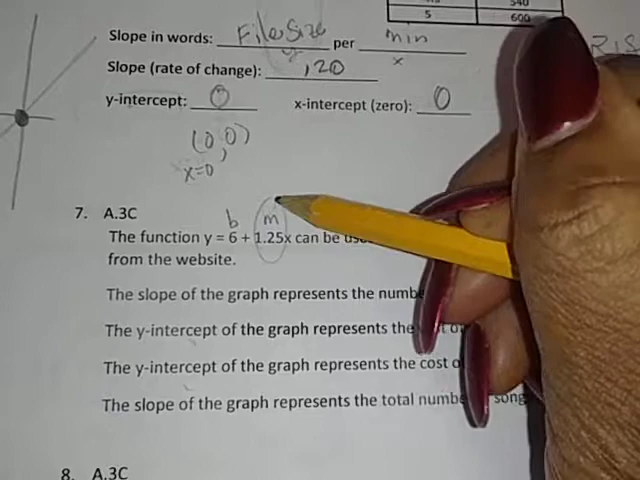 540
5 600
Slope in words: File Size per min
y x RIS
Slope (rate of change): ,120
y-intercept: 0 x-intercept (zero): 0
(0,0)
x=0
7. A.3C
b m
The function y = 6 + 1.25x can be
from the website.
The slope of the graph represents the
The y-intercept of the graph represents the
The y-intercept of the graph represents the cost
The slope of the graph represents the total song
8. A.3C